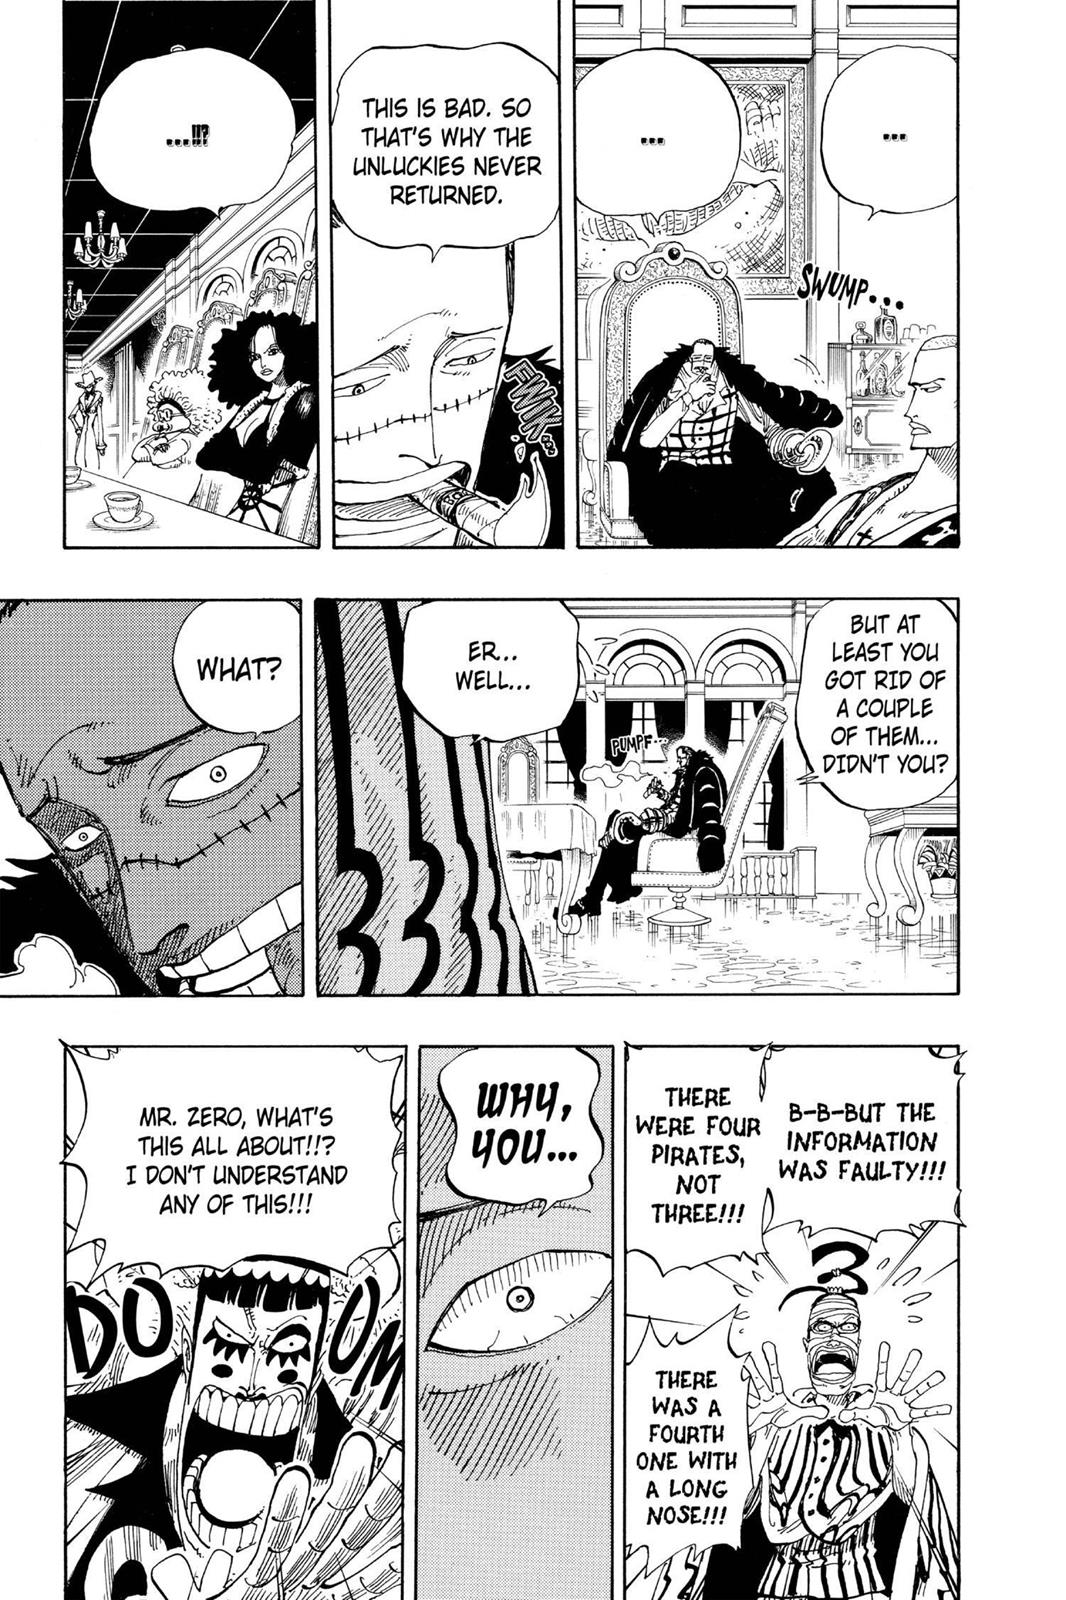 ...
...
SWUMP...
THIS IS BAD. SO
THAT'S WHY THE
UNLUCKIES NEVER
RETURNED.
FWIK...
...!!?
BUT AT
LEAST YOU
GOT RID OF
A COUPLE
OF THEM...
DIDN'T YOU?
PUMPF...
ER...
WELL...
WHAT?
B-B-BUT THE
INFORMATION
WAS FAULTY!!!
THERE
WERE FOUR
PIRATES,
NOT
THREE!!!
3
THERE
WAS A
FOURTH
ONE WITH
A LONG
NOSE!!!
WHY,
YOU...
MR. ZERO, WHAT'S
THIS ALL ABOUT!!?
I DON'T UNDERSTAND
ANY OF THIS!!!
DOOM